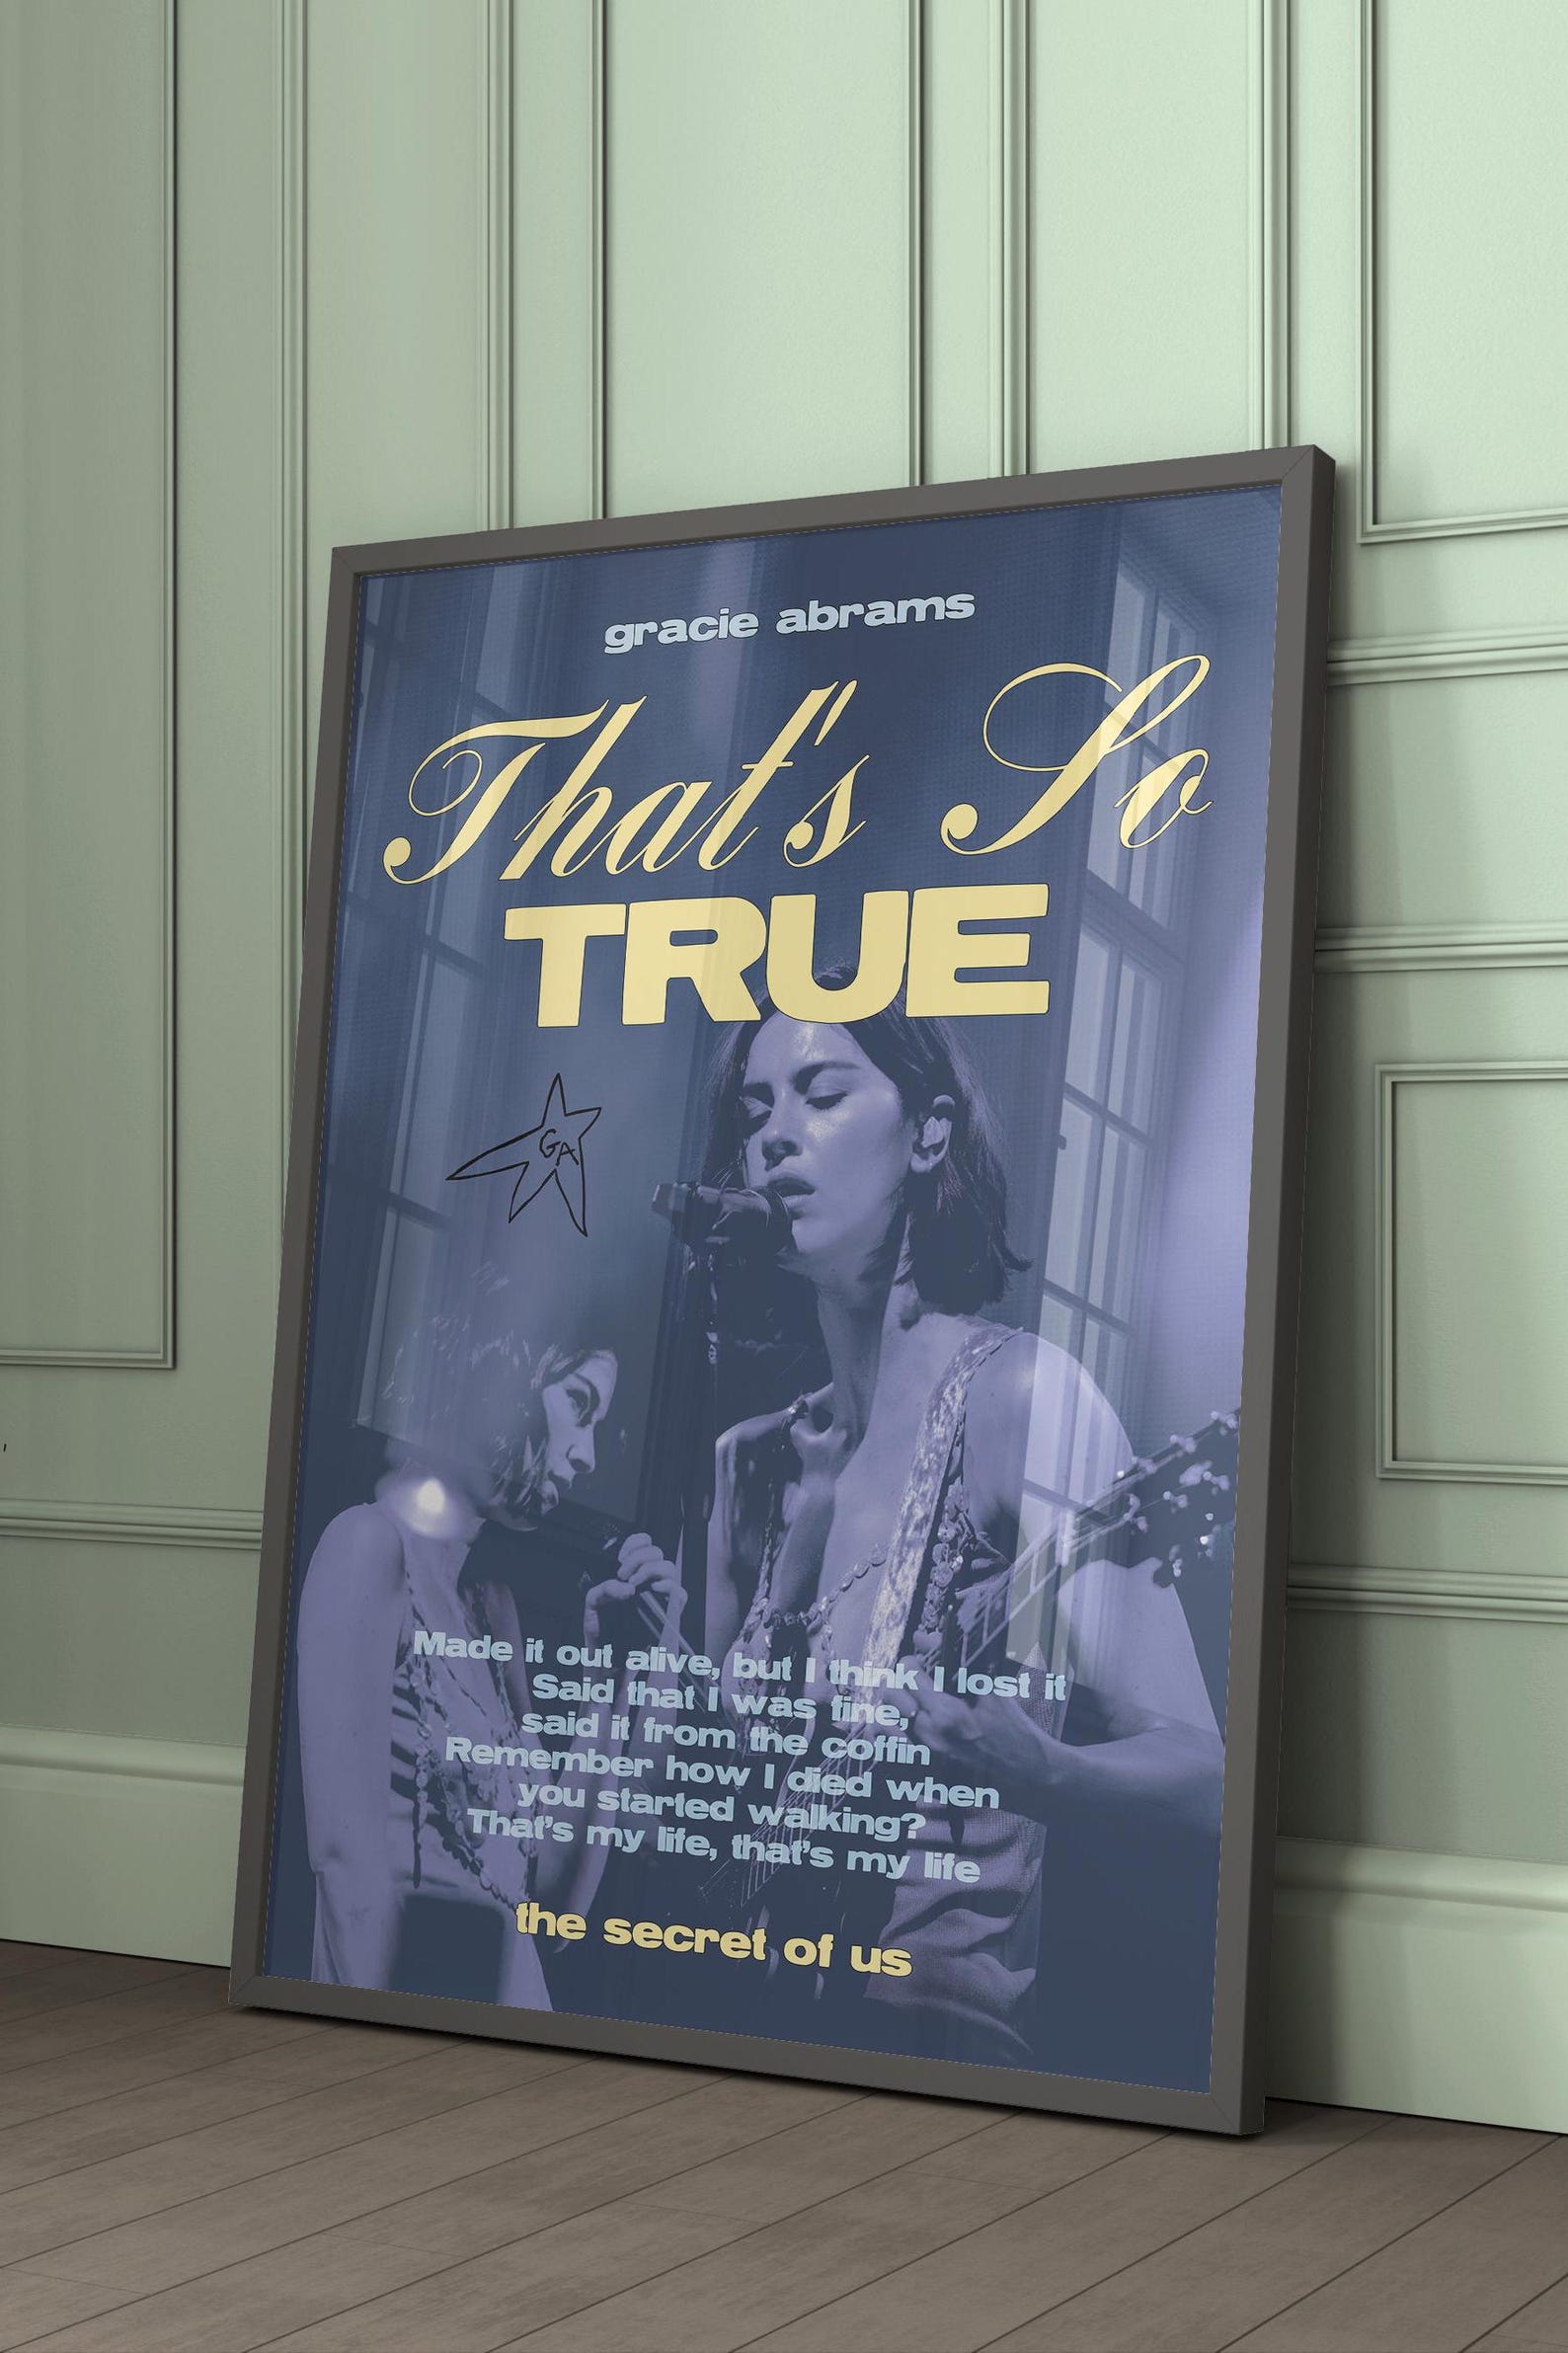 gracie abrams
That's So
TRUE
GA
Made it out alive, but I think I lost it
Said that I was fine,
said it from the coffin
Remember how I died when
you started walking?
That's my life, that's my life
the secret of us